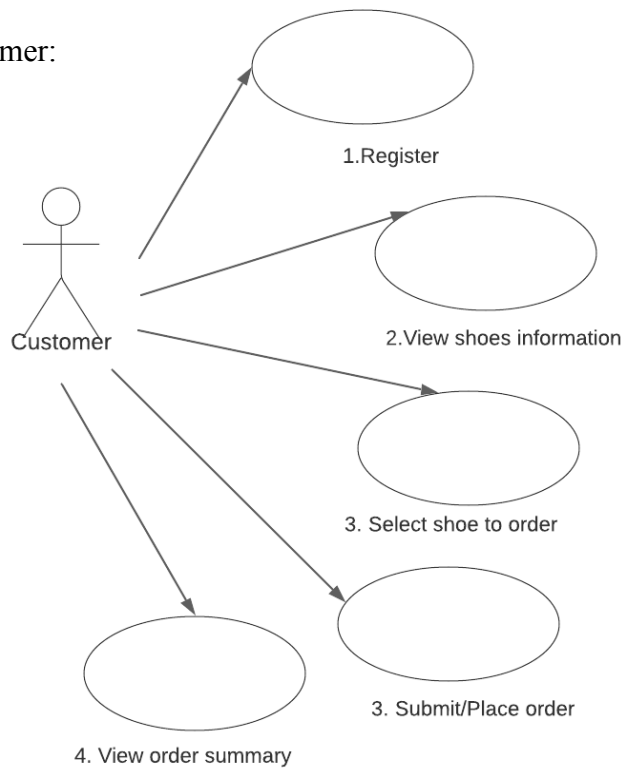 mer:
1.Register
2.View shoes information
Customer
3. Select shoe to order
3. Submit/Place order
4. View order summary